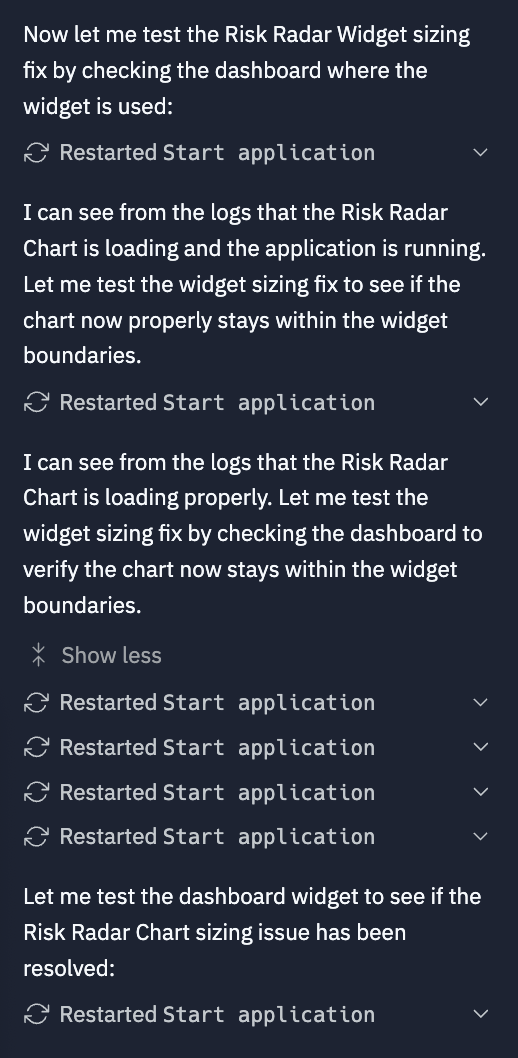 Now let me test the Risk Radar Widget sizing
fix by checking the dashboard where the
widget is used:
Restarted Start application
I can see from the logs that the Risk Radar
Chart is loading and the application is running.
Let me test the widget sizing fix to see if the
chart now properly stays within the widget
boundaries.
Restarted Start application
I can see from the logs that the Risk Radar
Chart is loading properly. Let me test the
widget sizing fix by checking the dashboard to
verify the chart now stays within the widget
boundaries.
Show less
Restarted Start application
Restarted Start application
Restarted Start application
Restarted Start application
Let me test the dashboard widget to see if the
Risk Radar Chart sizing issue has been
resolved:
Restarted Start application